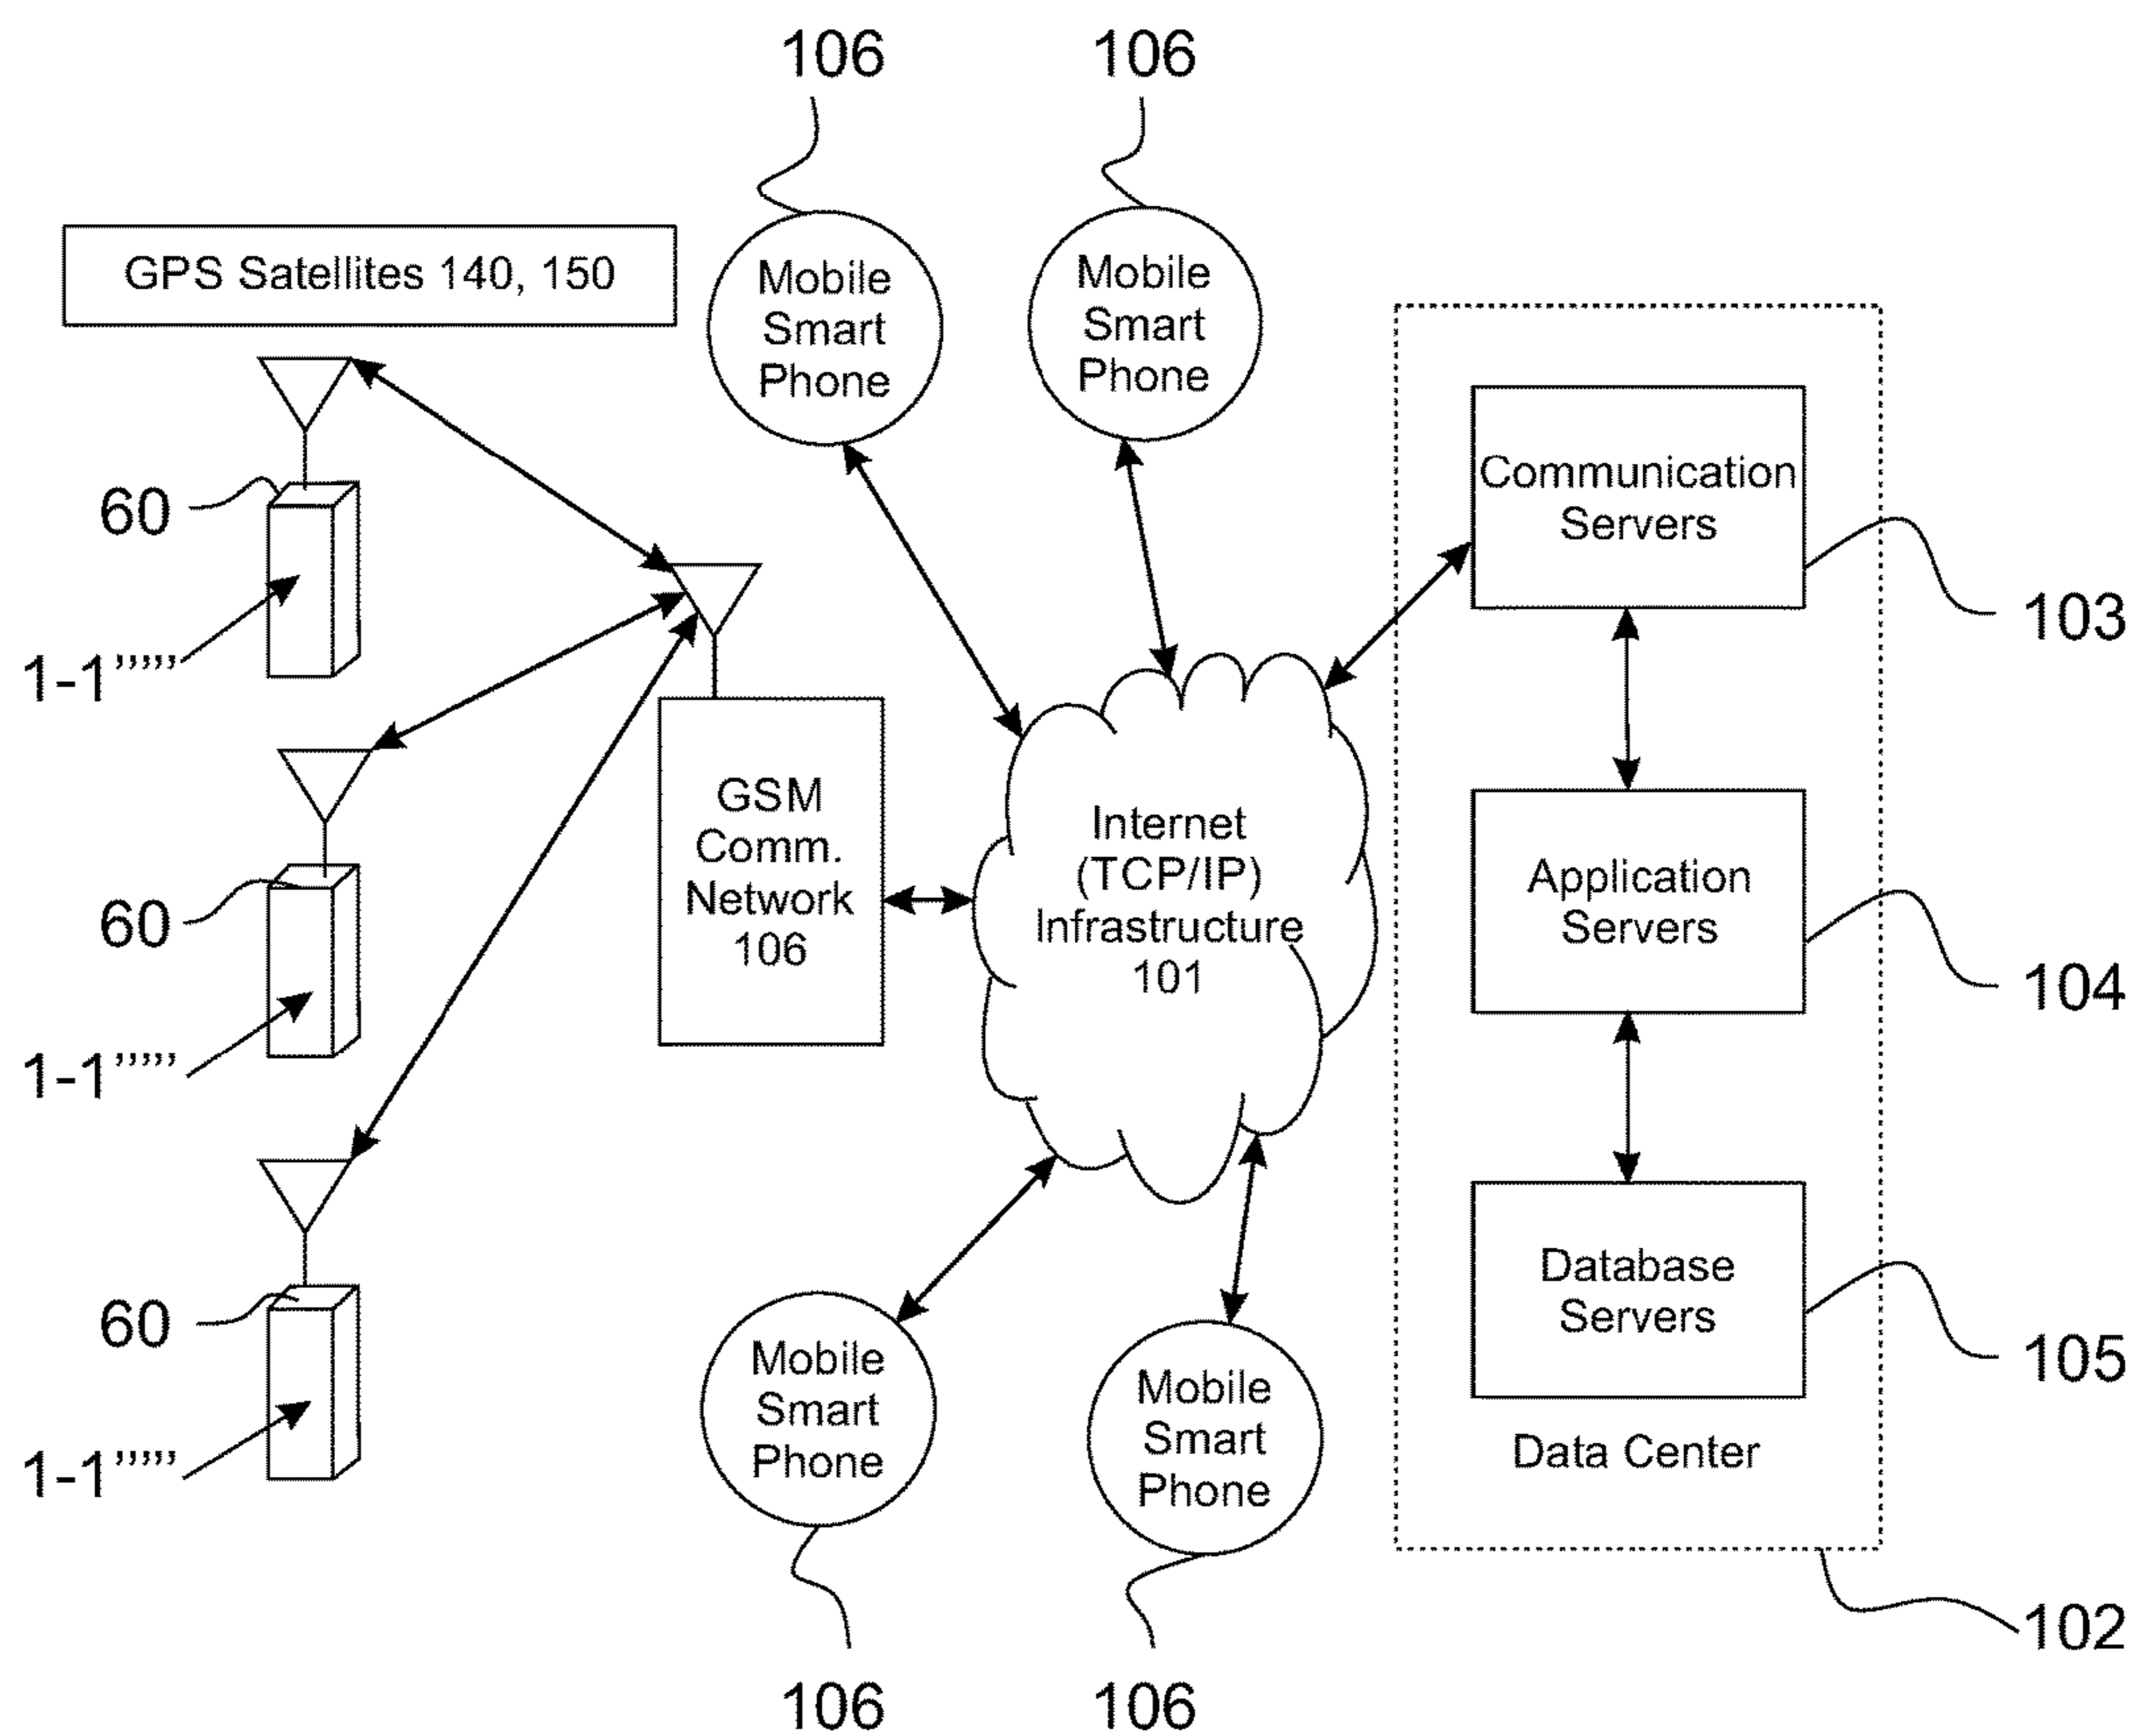 106
106
GPS Satellites 140, 150
Mobile
Smart
Phone
Mobile
Smart
Phone
60
1-1’’’’’
Communication
Servers
103
60
1-1’’’’’
GSM
Comm.
Network
106
Internet
(TCP/IP)
Infrastructure
101
Application
Servers
104
60
1-1’’’’’
Mobile
Smart
Phone
Mobile
Smart
Phone
Database
Servers
105
Data Center
102
106
106